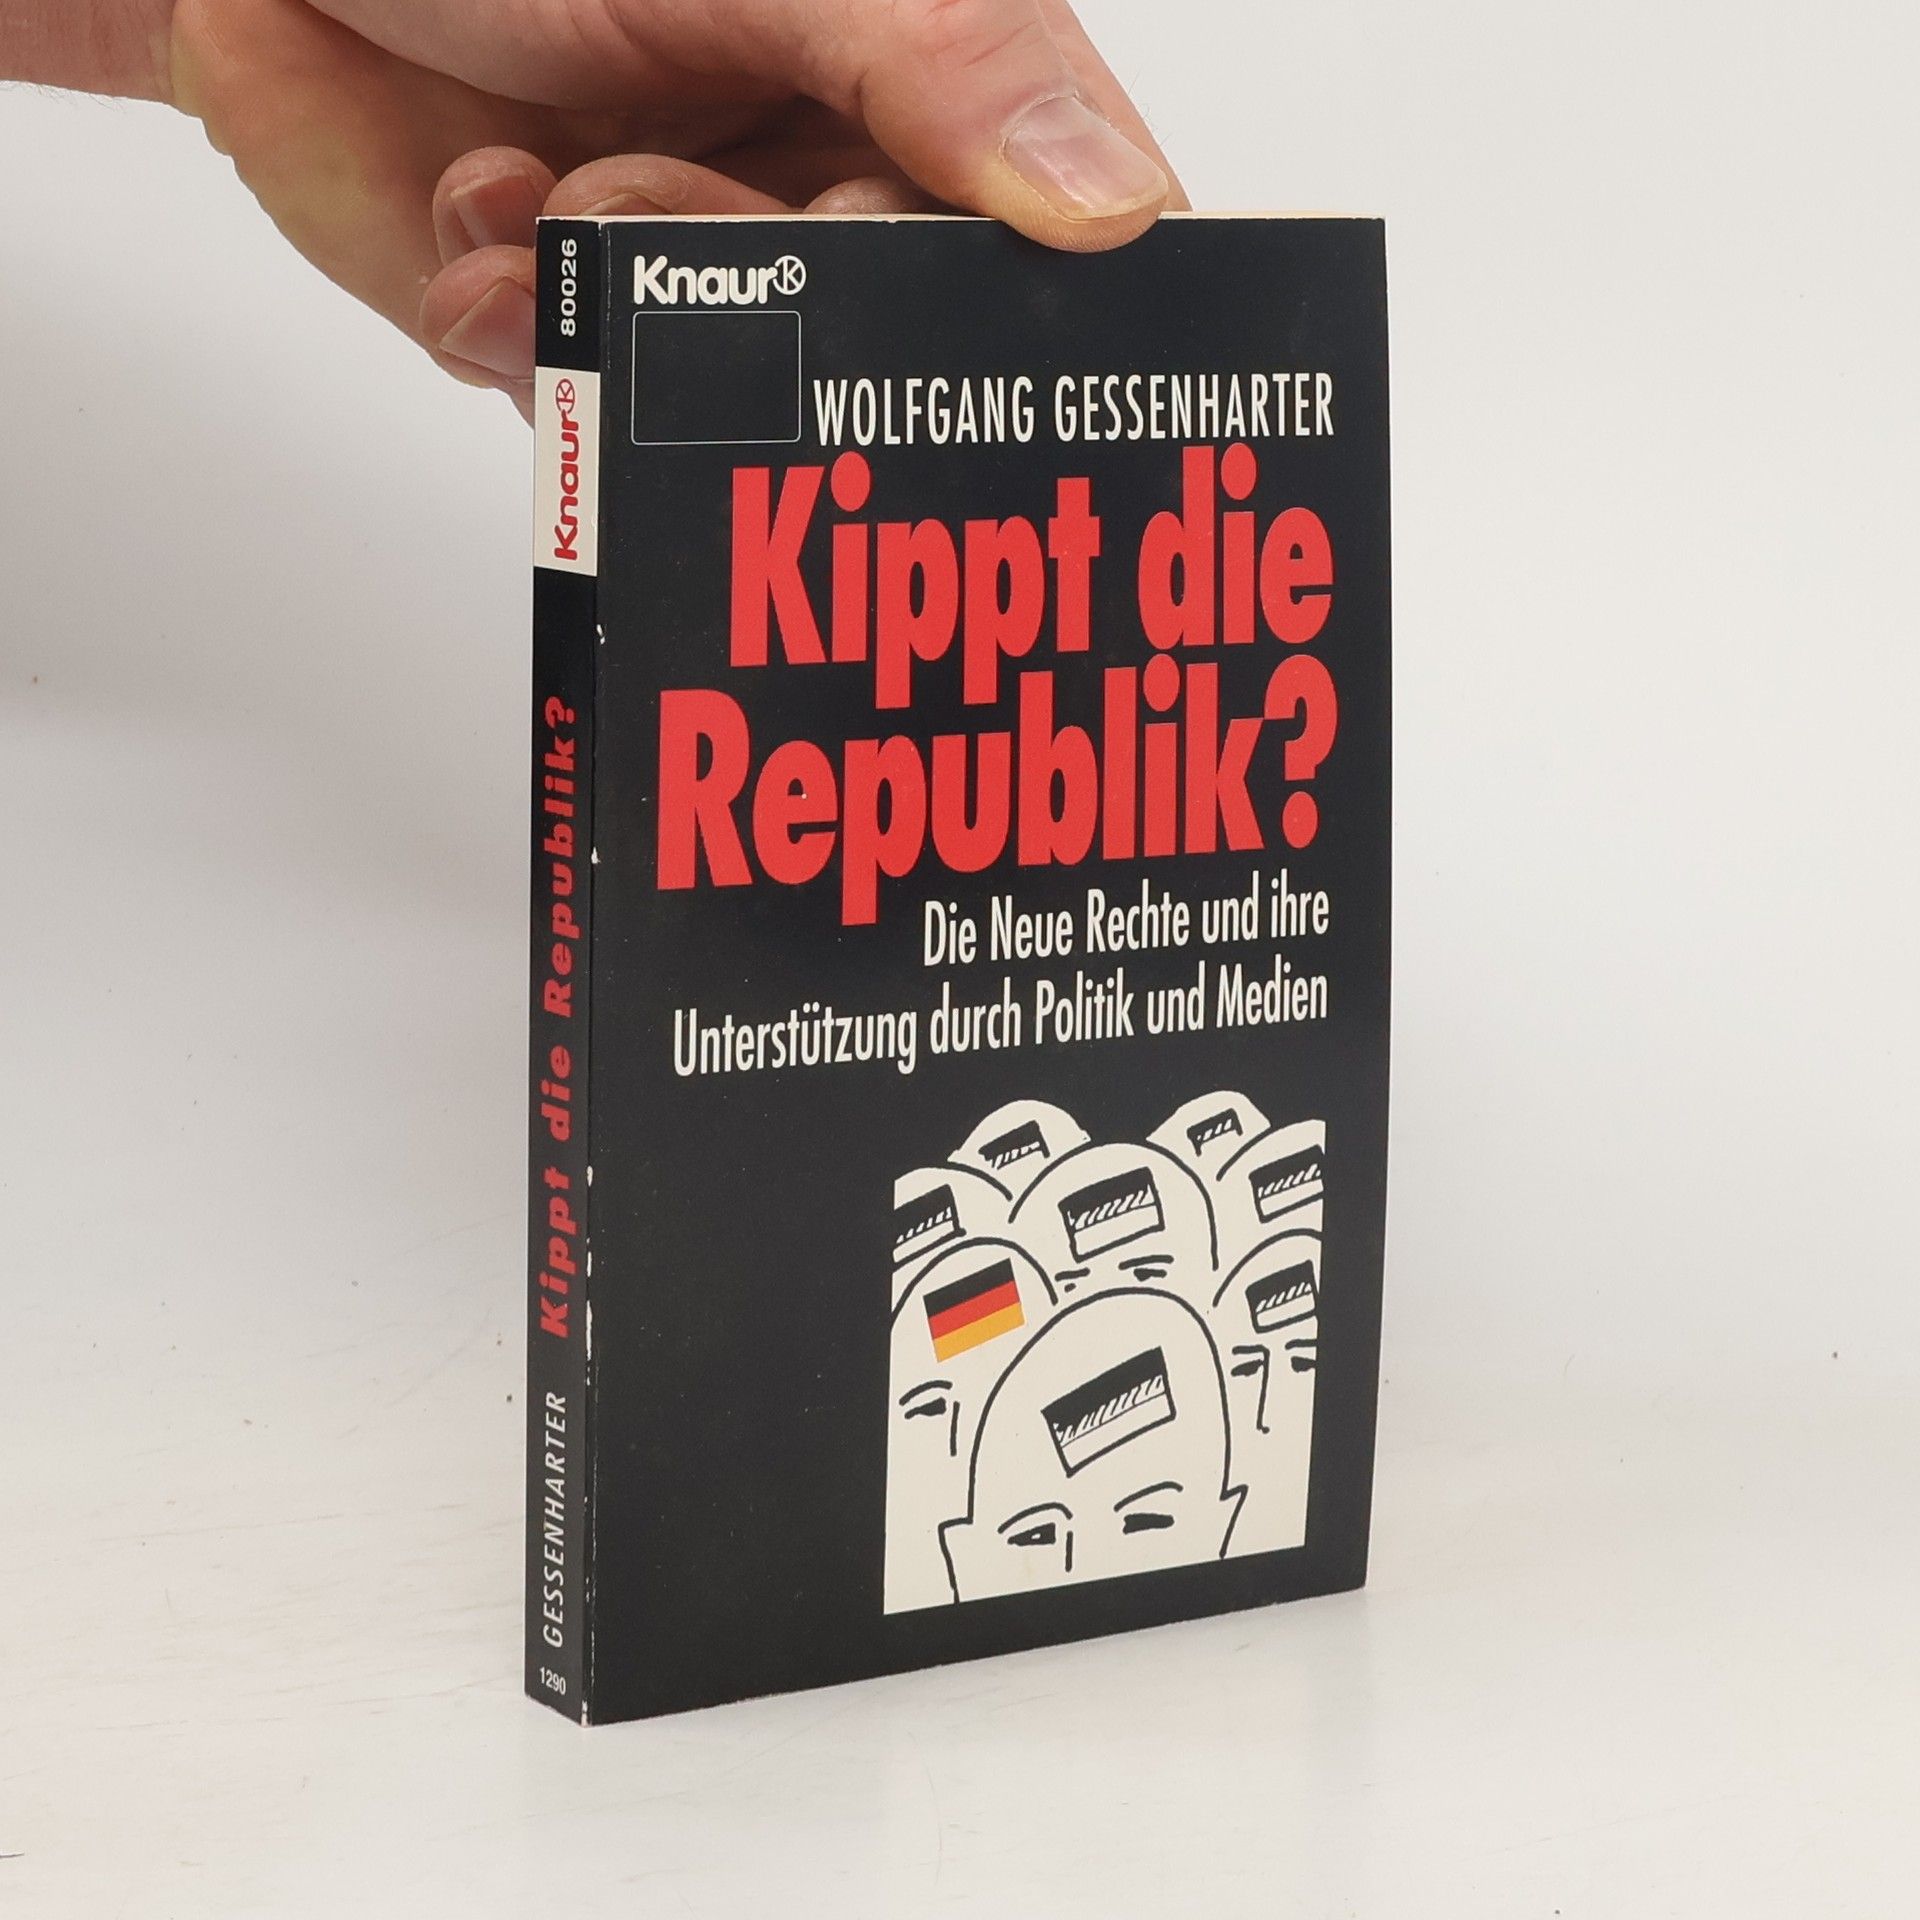 Knaur
WOLFGANG GESSENHARTER
Kippt die
Republik?
Die Neue Rechte und ihre
Unterstützung durch Politik und Medien
80026
Knaur
Kippt die Republik?
GESSENHARTER
1290